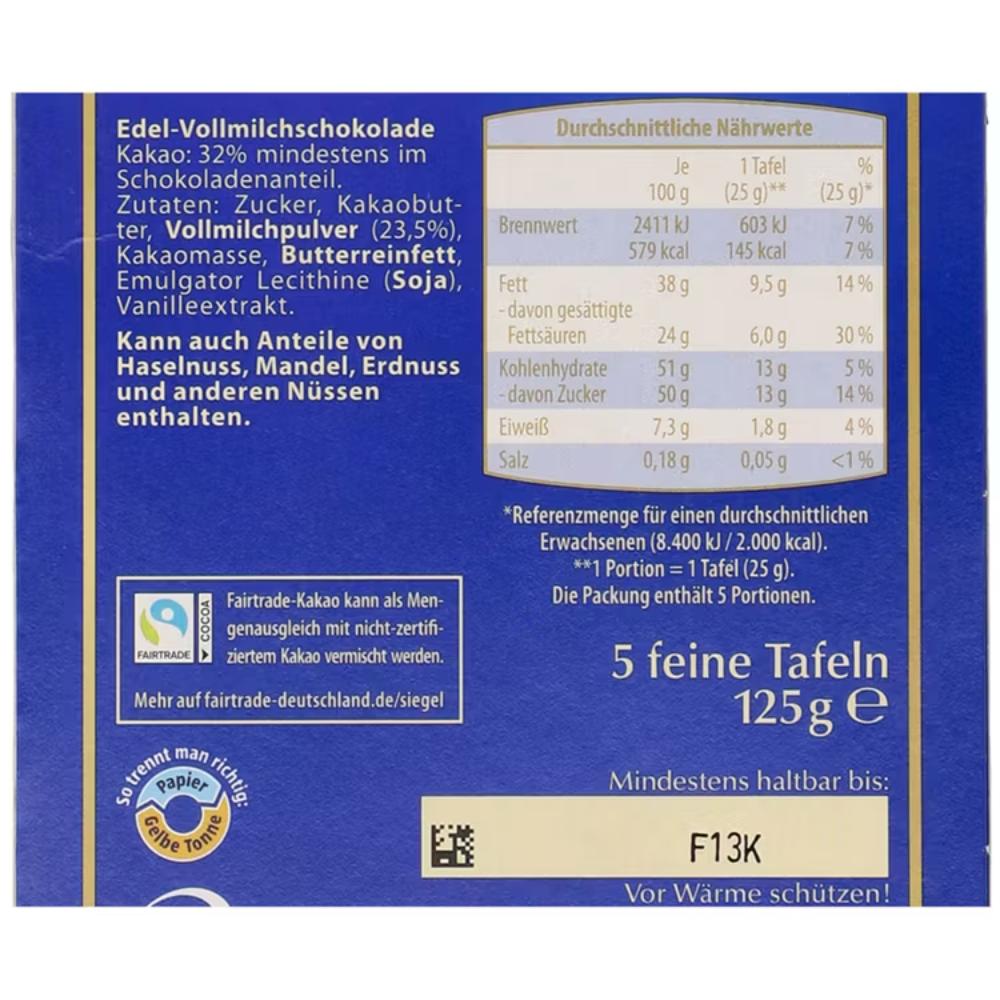 Edel-Vollmilchschokolade
Kakao: 32% mindestens im
Schokoladenanteil.
Zutaten: Zucker, Kakaobut-
ter, Vollmilchpulver (23,5%),
Kakaomasse, Butterreinfett,
Emulgator Lecithine (Soja),
Vanilleextrakt.
Kann auch Anteile von
Haselnuss, Mandel, Erdnuss
und anderen Nüssen
enthalten.
Durchschnittliche Nährwerte
Je 1 Tafel %
100 g (25 g)** (25 g)*
Brennwert 2411 kJ 603 kJ 7 %
579 kcal 145 kcal 7 %
Fett 38 g 9,5 g 14 %
- davon gesättigte
Fettsäuren 24 g 6,0 g 30 %
Kohlenhydrate 51 g 13 g 5 %
- davon Zucker 50 g 13 g 14 %
Eiweiß 7,3 g 1,8 g 4 %
Salz 0,18 g 0,05 g <1 %
*Referenzmenge für einen durchschnittlichen
Erwachsenen (8.400 kJ / 2.000 kcal).
**1 Portion = 1 Tafel (25 g).
Die Packung enthält 5 Portionen.
FAIRTRADE
COCOA
Fairtrade-Kakao kann als Men-
genausgleich mit nicht-zertifi-
ziertem Kakao vermischt werden.
Mehr auf fairtrade-deutschland.de/siegel
5 feine Tafeln
125g ℮
So trennt man richtig:
Papier
Gelbe Tonne
Mindestens haltbar bis:
F13K
Vor Wärme schützen!